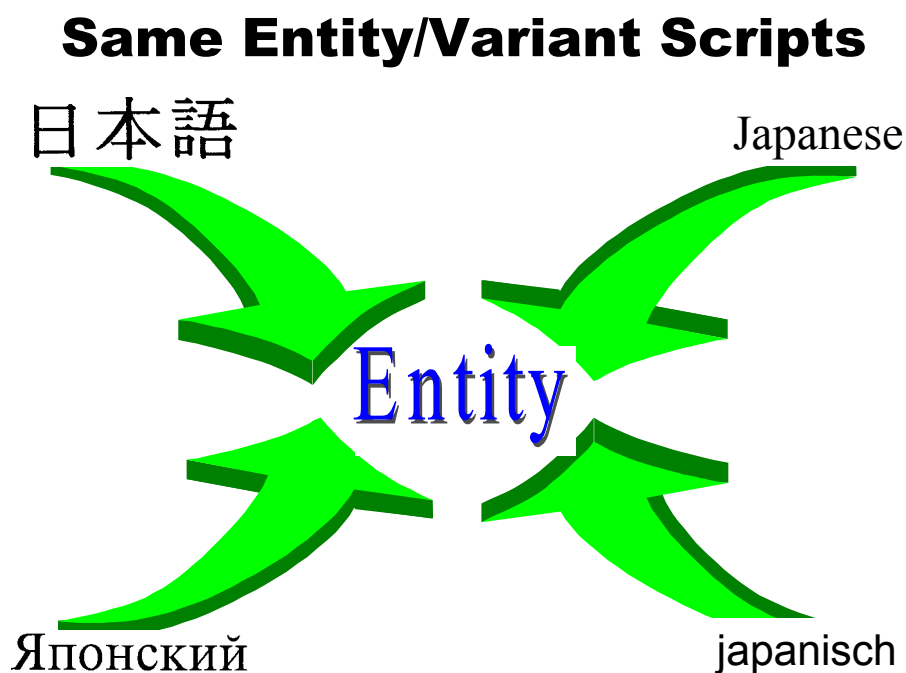 Same Entity/Variant Scripts
日本語
Japanese
Entity
Японский
japanisch